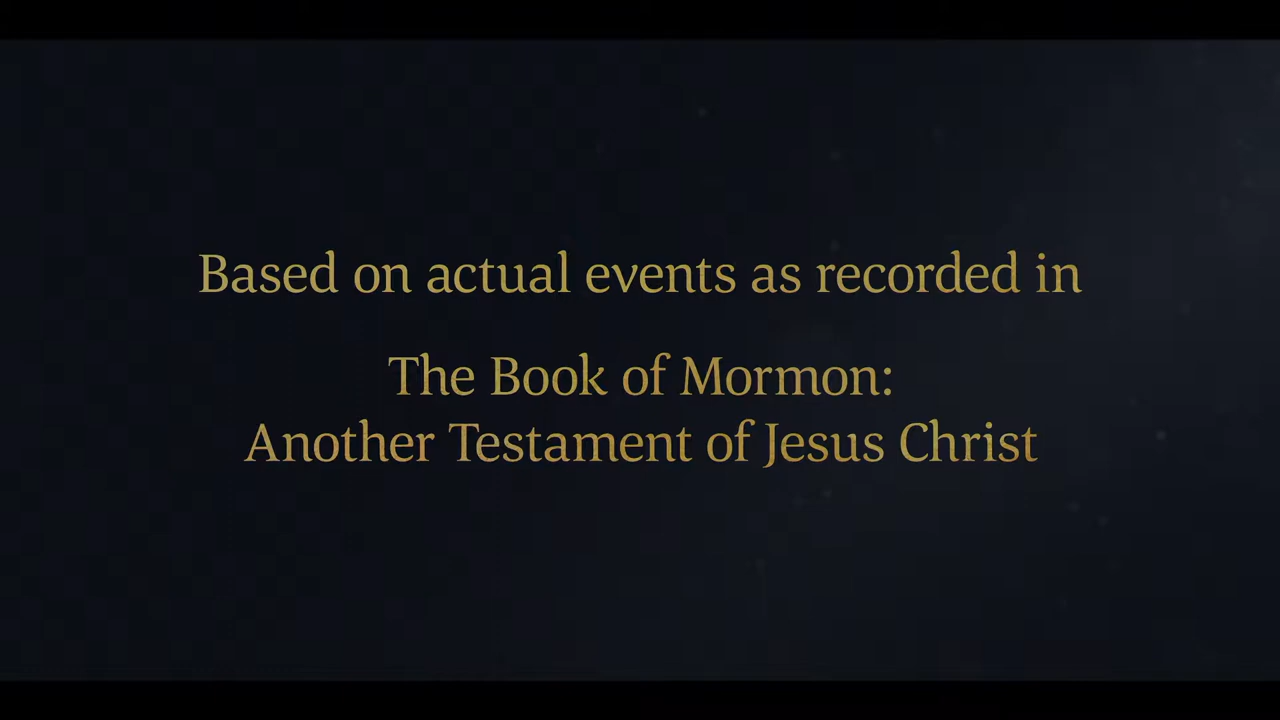 Based on actual events as recorded in
The Book of Mormon:
Another Testament of Jesus Christ